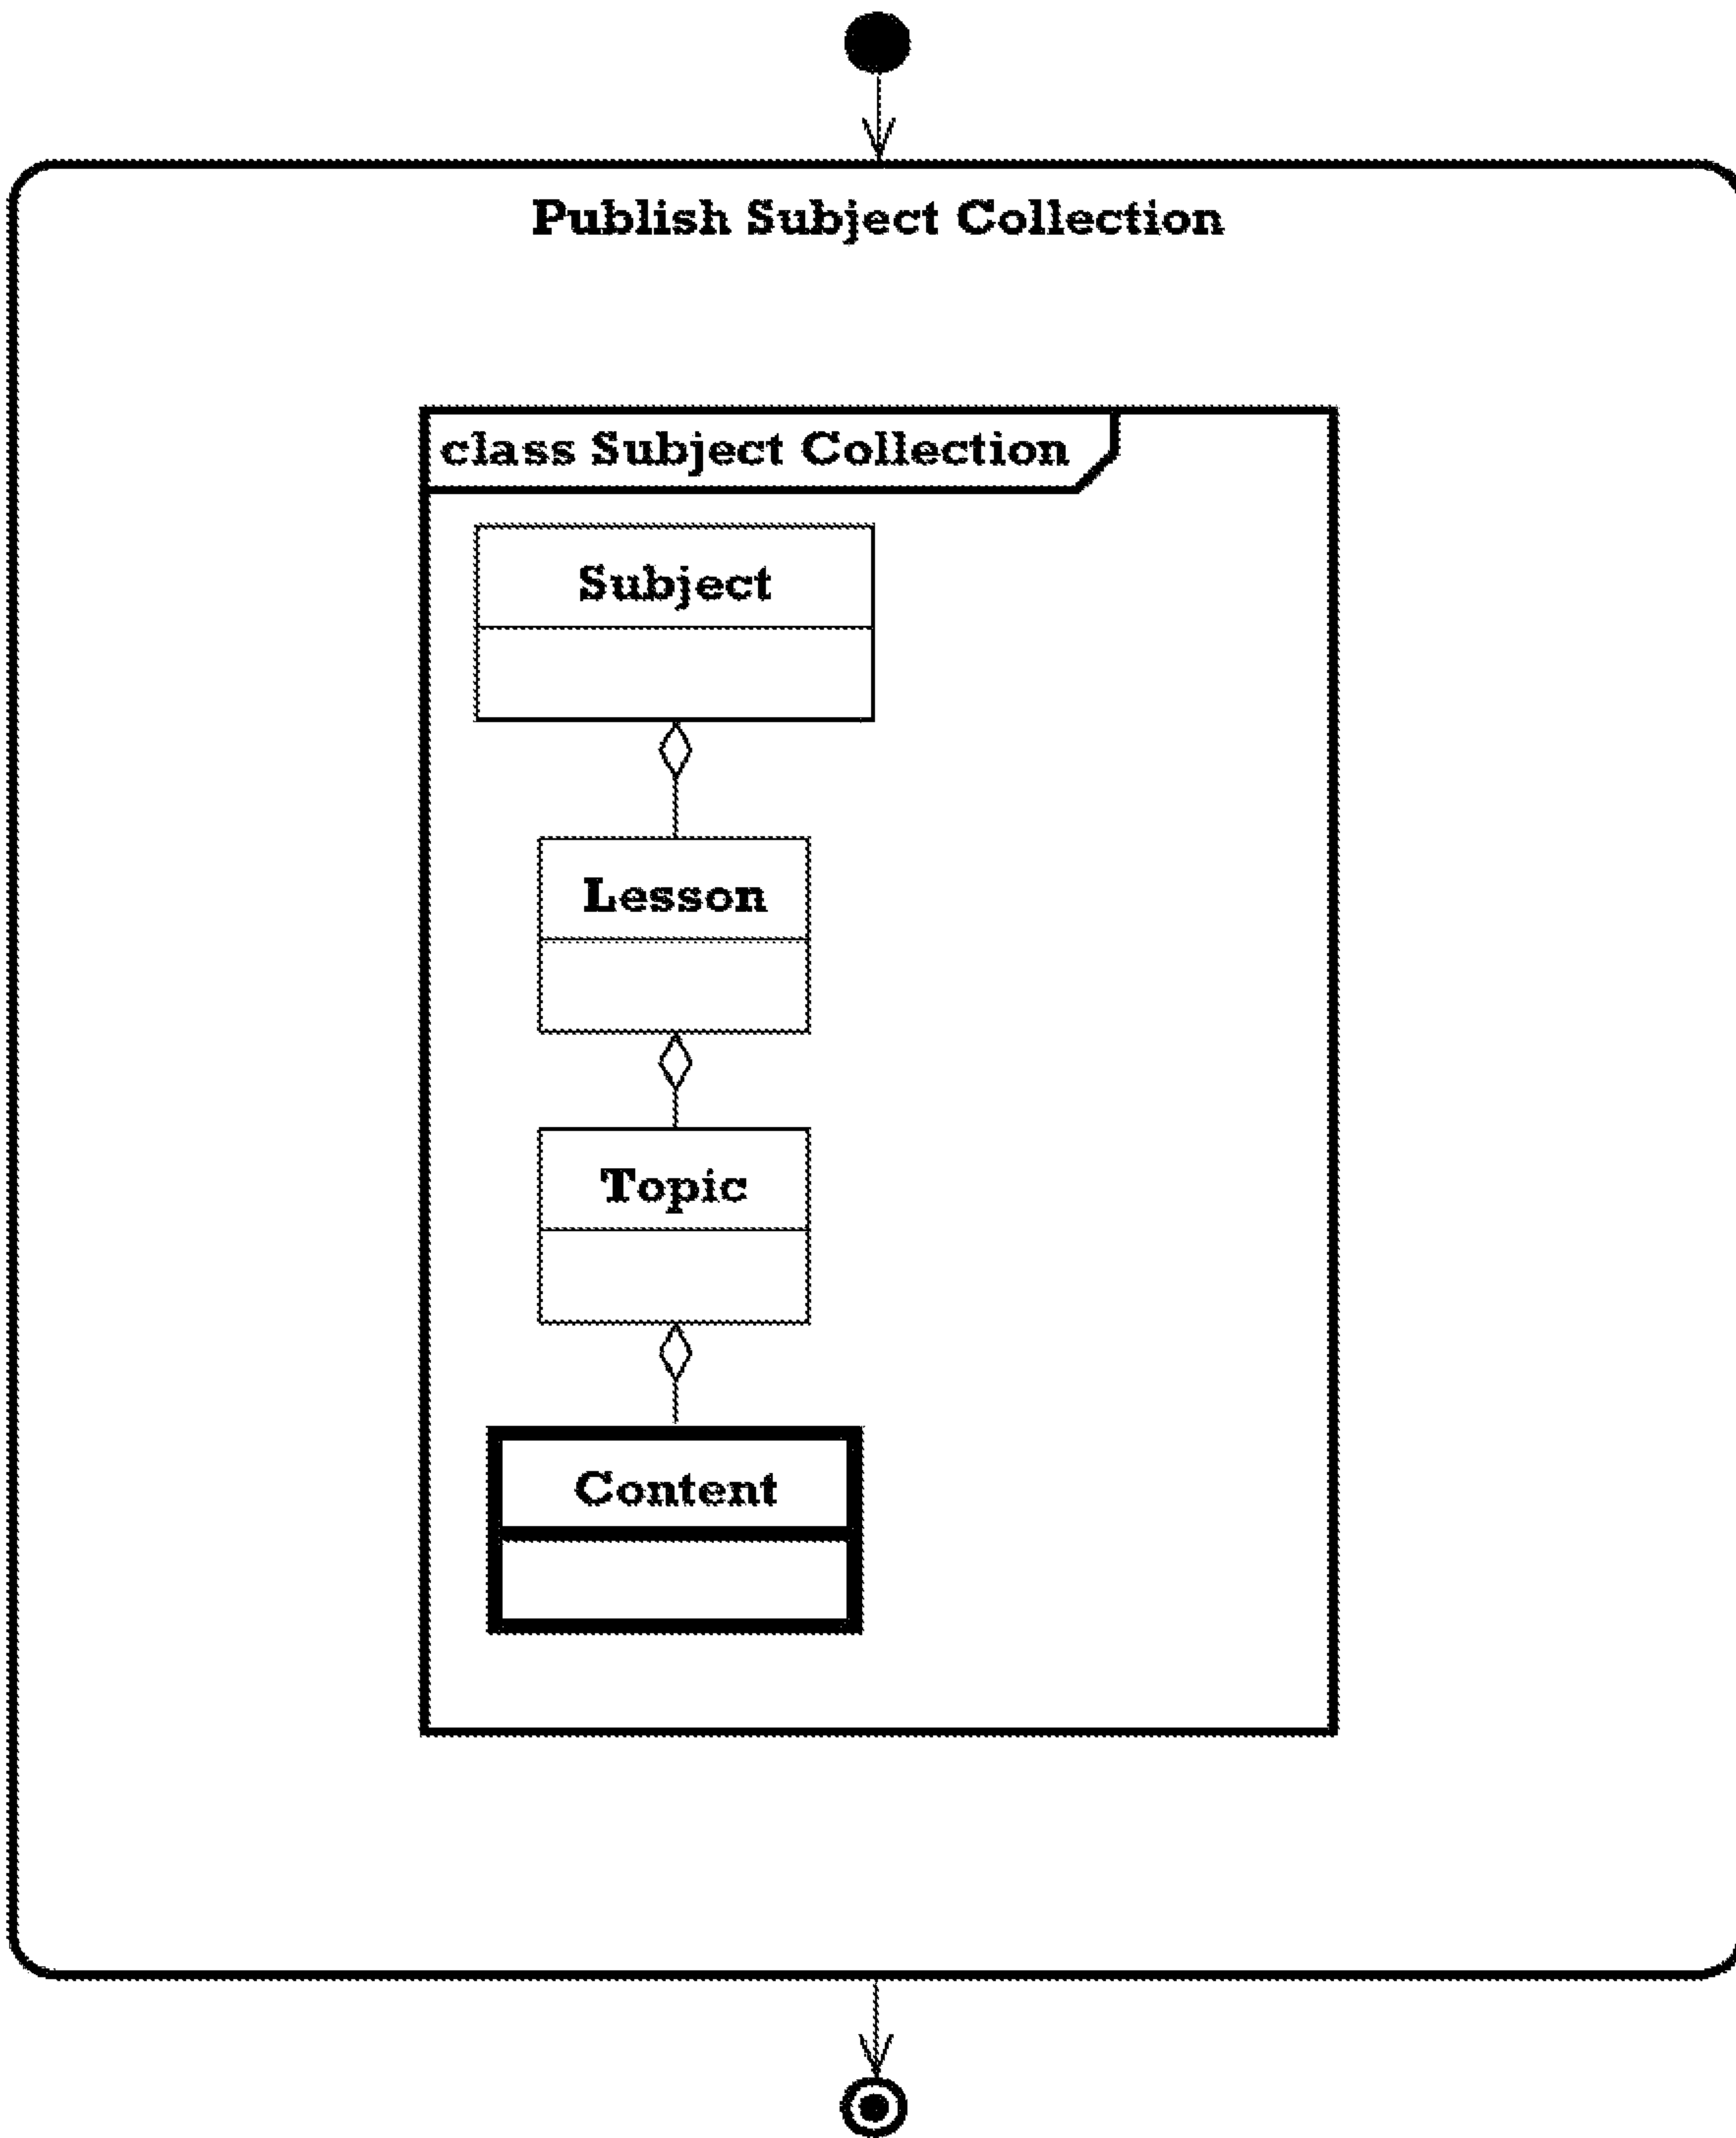 Publish Subject Collection
class Subject Collection
Subject
Lesson
Topic
Content